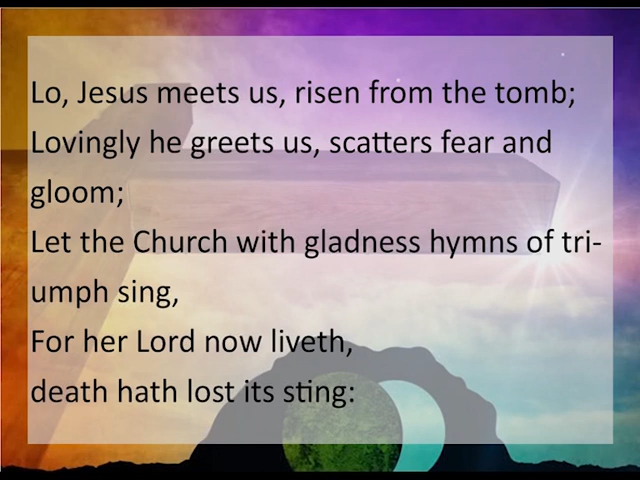 Lo, Jesus meets us, risen from the tomb;
Lovingly he greets us, scatters fear and
gloom;
Let the Church with gladness hymns of tri-
umph sing,
For her Lord now liveth,
death hath lost its sting: